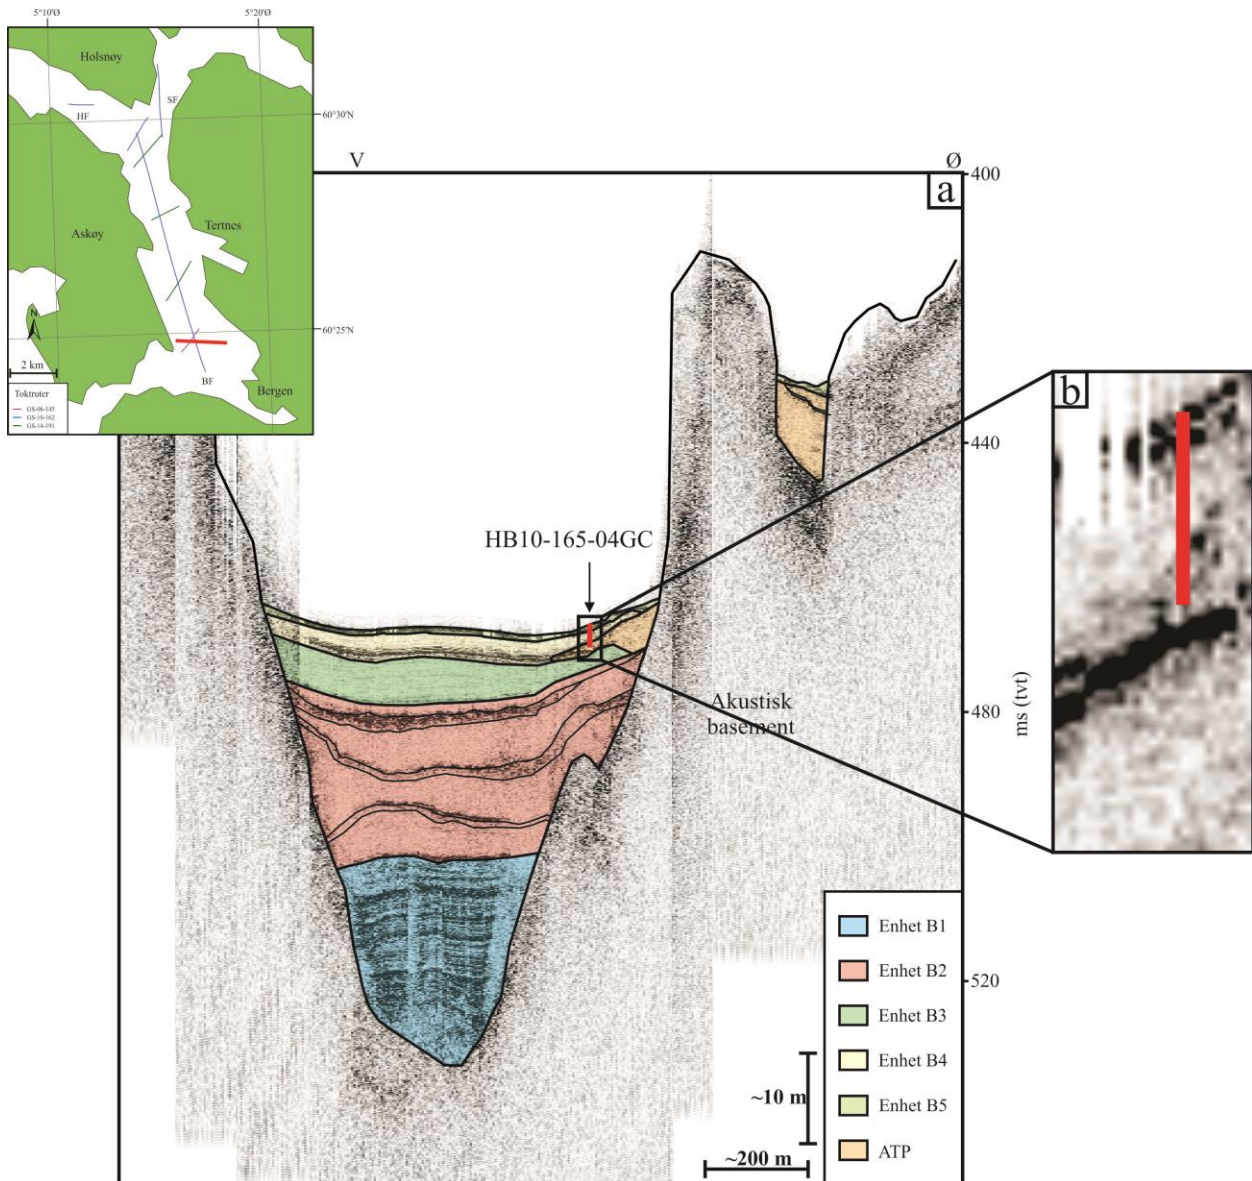 5°10'Ø
5°20'Ø
Holsnøy
SF
HF
60°30'N
Askøy
Tertnes
N
60°25'N
2 km
BF
Bergen
Toktruter
GS-06-145
GS-10-162
GS-14-191
V
Ø
a
400
440
480
520
ms (tvt)
HB10-165-04GC
Akustisk
basement
b
Enhet B1
Enhet B2
Enhet B3
Enhet B4
Enhet B5
ATP
~10 m
~200 m